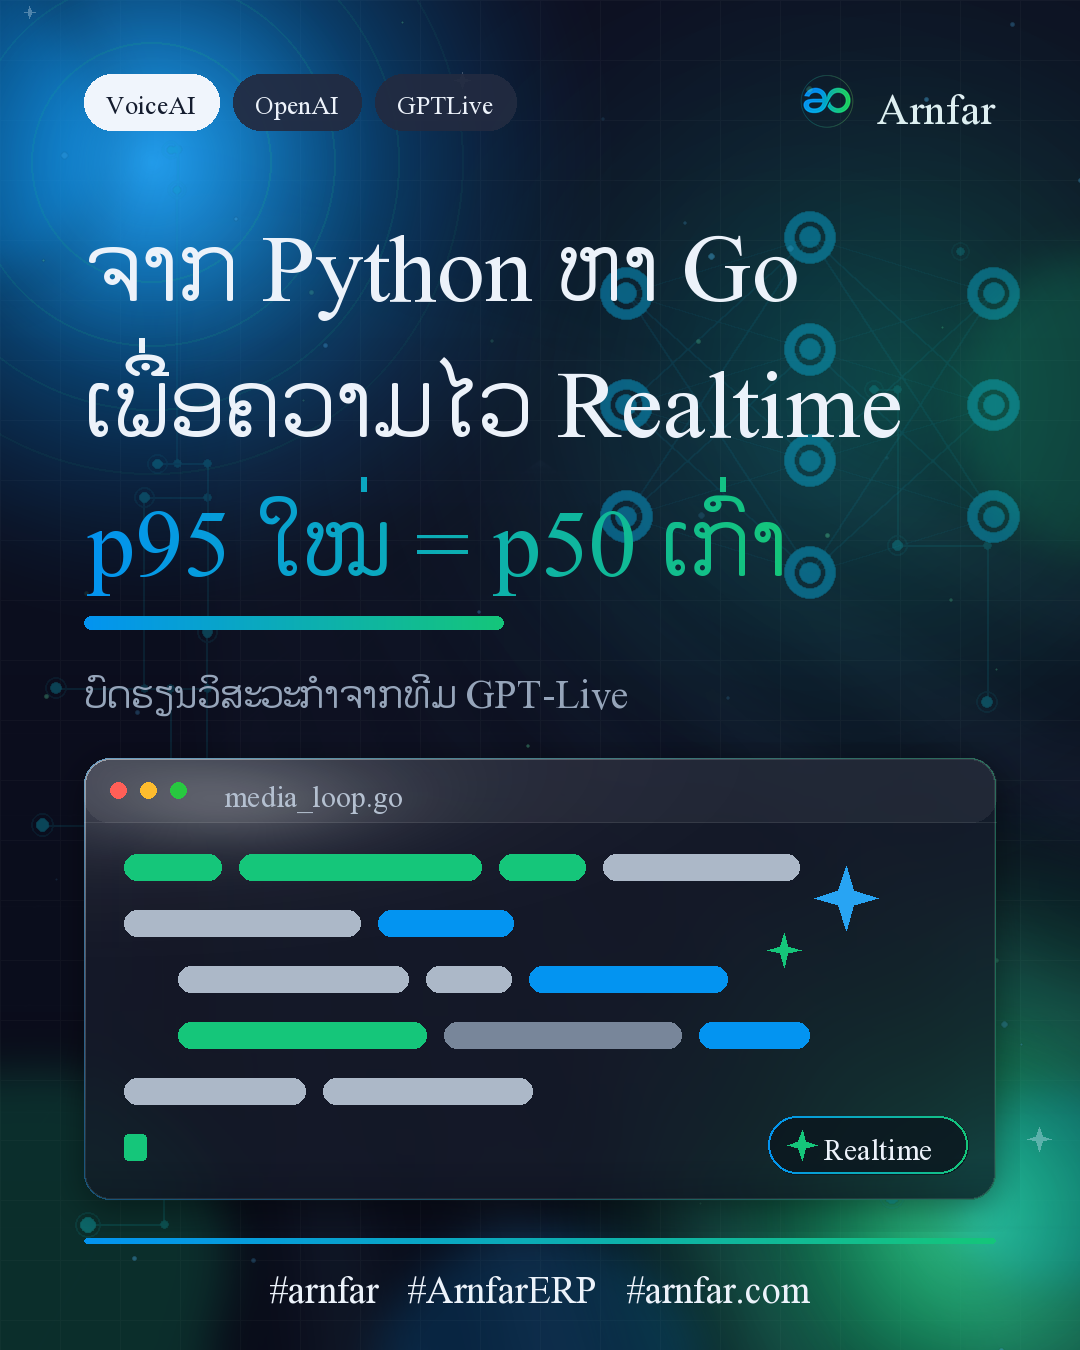 VoiceAI OpenAI GPTLive
Arnfar
ຈາກ Python ຫາ Go
ເພື່ອຄວາມໄວ Realtime
p95 ໃໝ່ = p50 ເກົ່າ
ບົດຮຽນວິສະວະກຳຈາກທີມ GPT-Live
media_loop.go
Realtime
#arnfar #ArnfarERP #arnfar.com